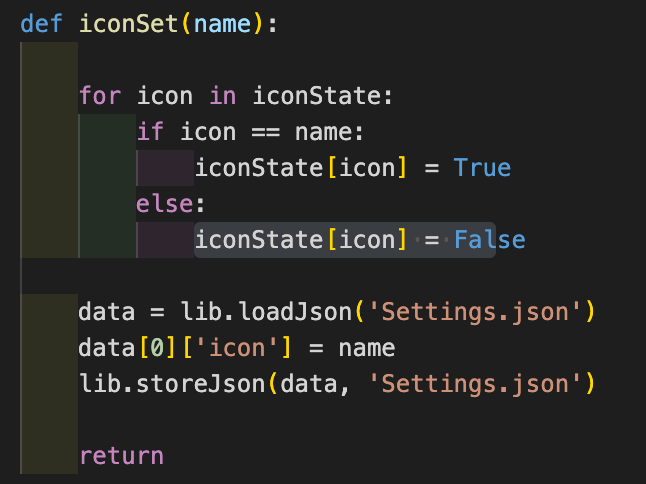 def iconSet(name):
for icon in iconState:
if icon == name:
iconState[icon] = True
else:
iconState[icon] = False
data = lib.loadJson('Settings.json')
data[0]['icon'] = name
lib.storeJson(data, 'Settings.json')
return